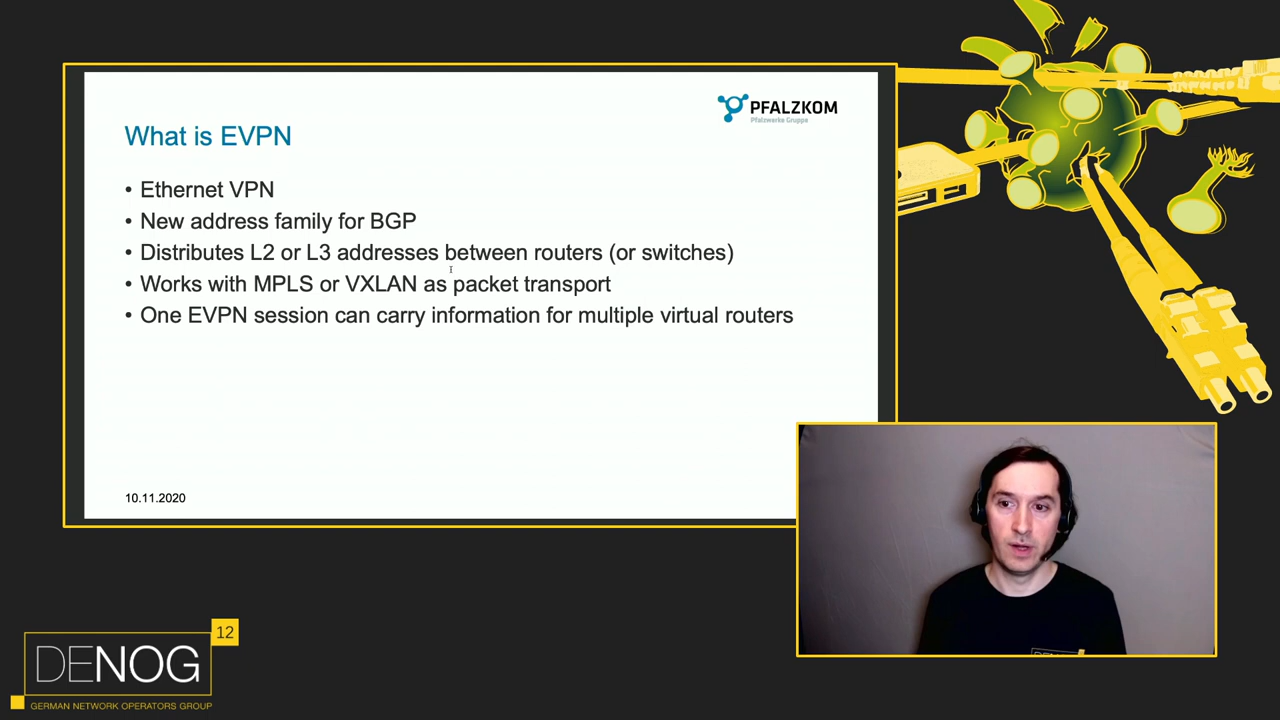 PFALZKOM
Pfalzwerke Gruppe
What is EVPN
• Ethernet VPN
• New address family for BGP
• Distributes L2 or L3 addresses between routers (or switches)
• Works with MPLS or VXLAN as packet transport
• One EVPN session can carry information for multiple virtual routers
10.11.2020
12
DENOG
GERMAN NETWORK OPERATORS GROUP